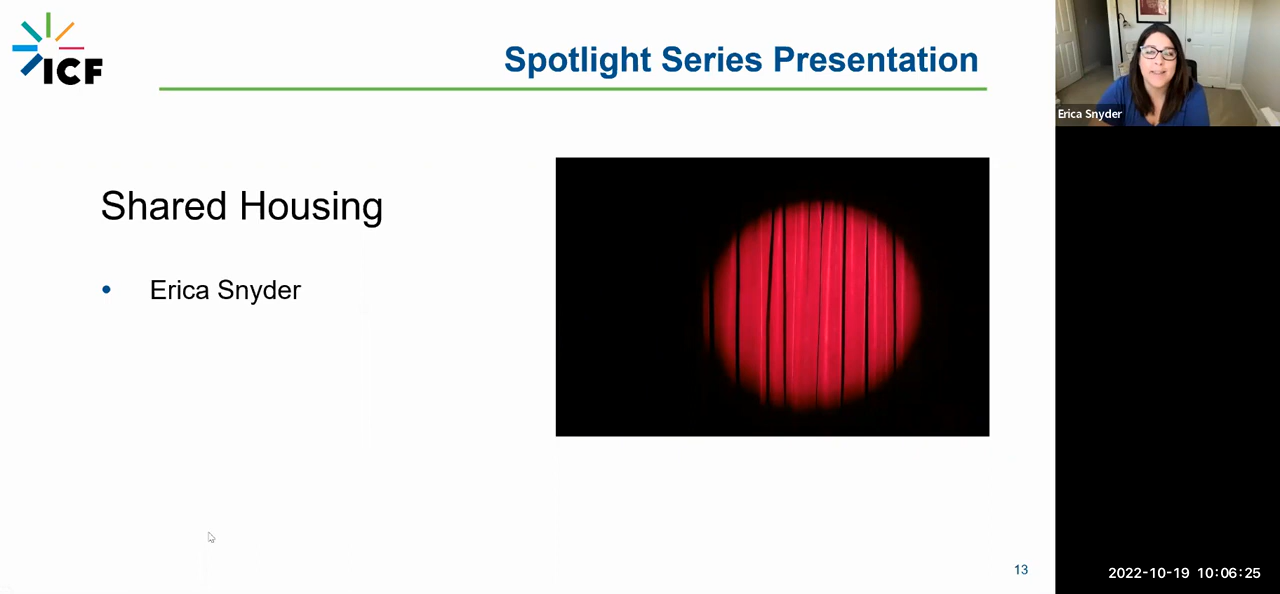 ICF
Spotlight Series Presentation
Shared Housing
• Erica Snyder
13
Erica Snyder
2022-10-19 10:06:25